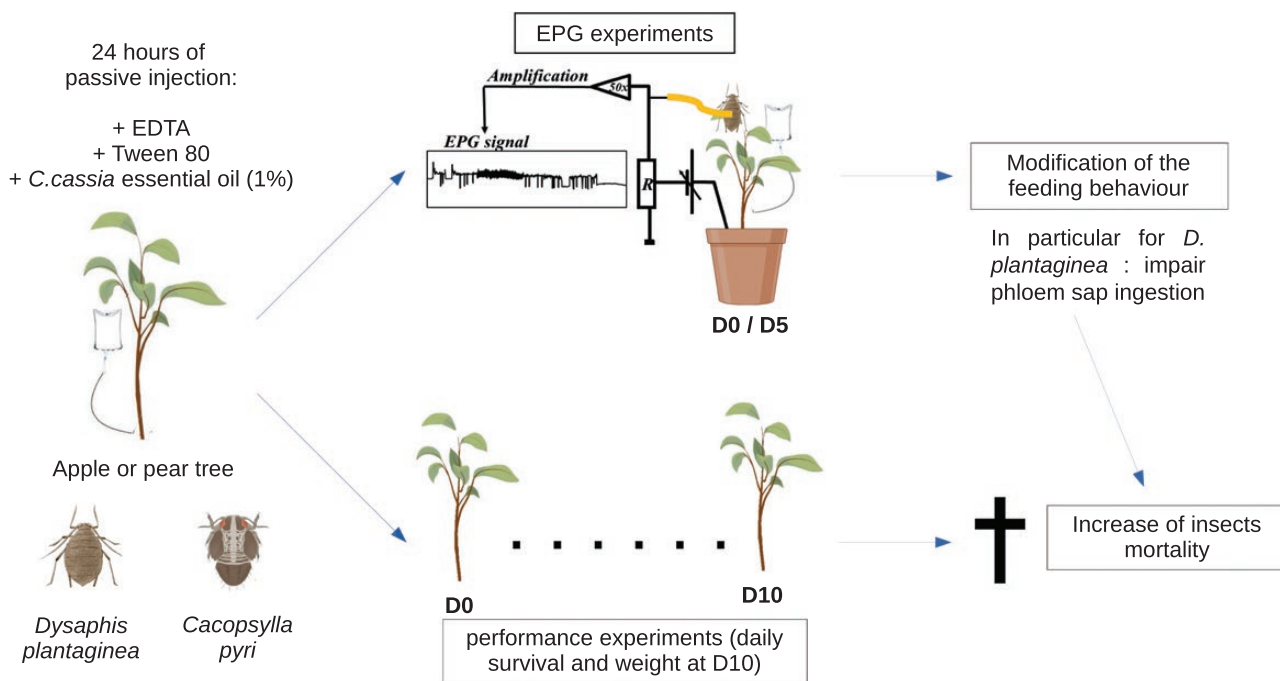 24 hours of
passive injection:
+ EDTA
+ Tween 80
+ C.cassia essential oil (1%)
Apple or pear tree
Dysaphis
plantaginea
Cacopsylla
pyri
EPG experiments
Amplification
50x
EPG signal
R
D0 / D5
D0
D10
performance experiments (daily
survival and weight at D10)
Modification of the
feeding behaviour
In particular for D.
plantaginea : impair
phloem sap ingestion
Increase of insects
mortality